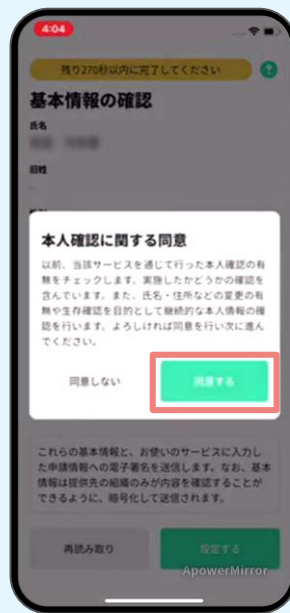 4:04
残り270秒以内に完了してください
?
基本情報の確認
氏名
旧姓
本人確認に関する同意
以前、当該サービスを通じて行った本人確認の有
無をチェックします。実施したかどうかの確認を
含んでいます。また、氏名・住所などの変更の有
無や生存確認を目的として継続的な本人情報の確
認を行います。よろしければ同意を行い次に進ん
でください。
同意しない
同意する
これらの基本情報と、お使いのサービスに入力し
た申請情報への電子署名を送信します。なお、基本
情報は提供先の組織のみが内容を確認することが
できるように、暗号化して送信されます。
再読み取り
設定する
ApowerMirror